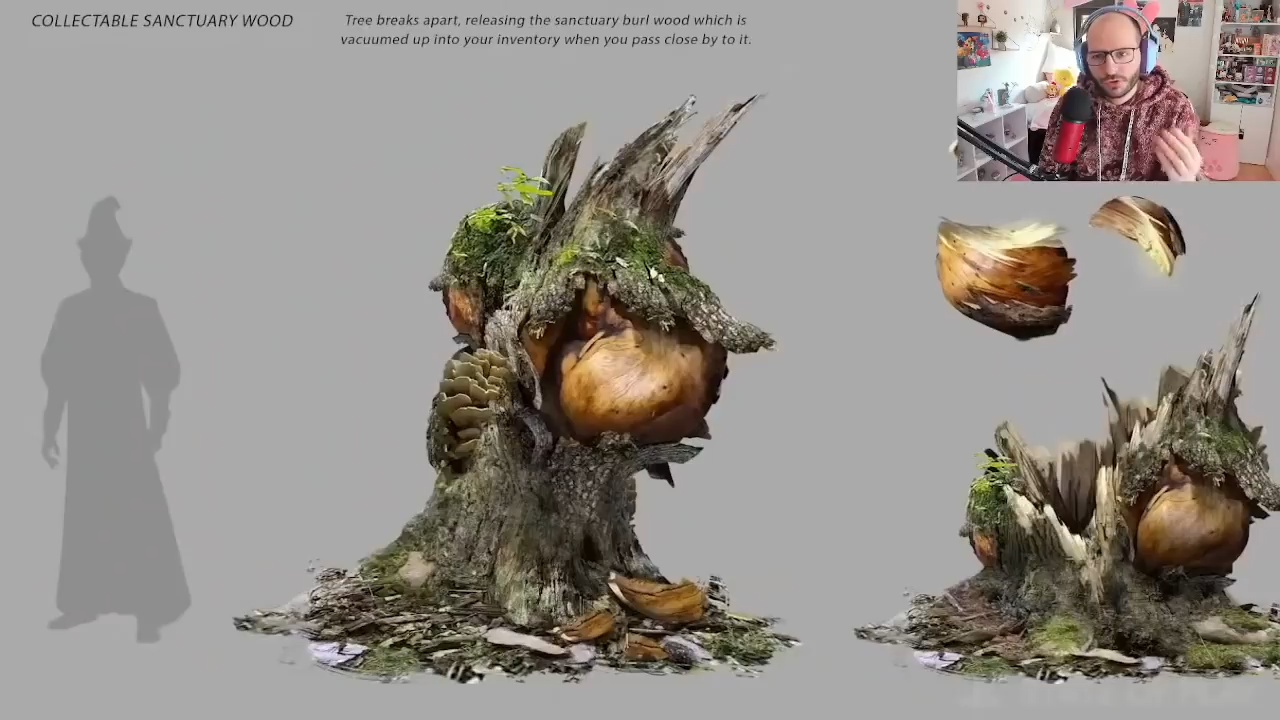 COLLECTABLE SANCTUARY WOOD
Tree breaks apart, releasing the sanctuary burl wood which is
vacuumed up into your inventory when you pass close by to it.